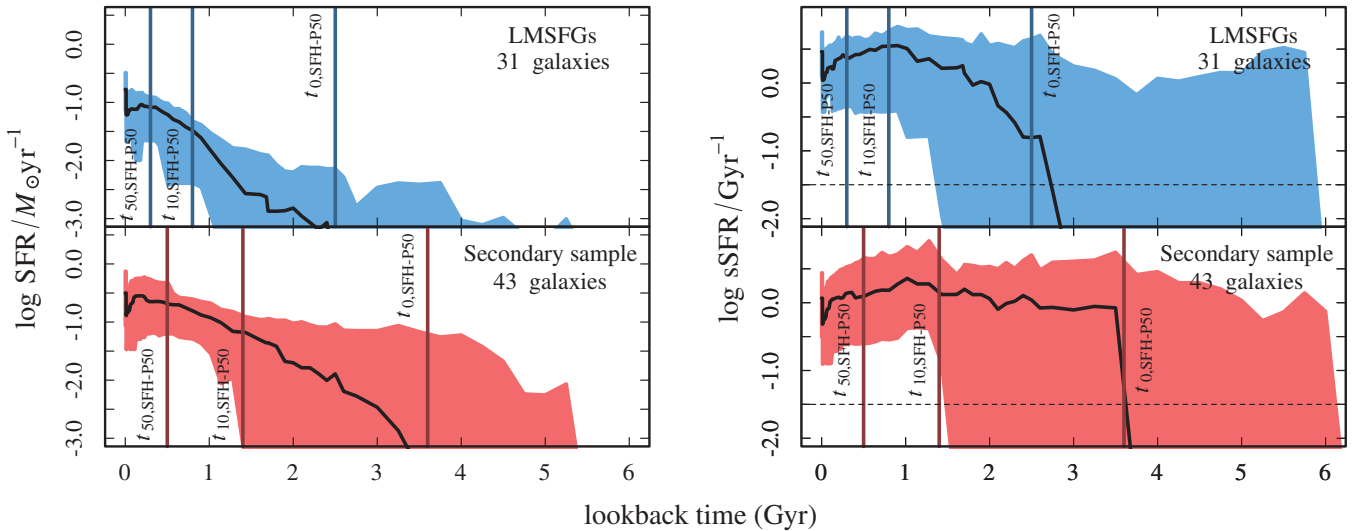 0.0
-1.0
-2.0
-3.0
LMSFGs
31 galaxies
t50,SFH-P50
t10,SFH-P50
t0,SFH-P50
0.0
-1.0
-2.0
-3.0
Secondary sample
43 galaxies
t50,SFH-P50
t10,SFH-P50
t0,SFH-P50
0 1 2 3 4 5 6
log SFR/M⊙yr⁻¹
0.0
-1.0
-2.0
LMSFGs
31 galaxies
t50,SFH-P50
t10,SFH-P50
t0,SFH-P50
0.0
-1.0
-2.0
Secondary sample
43 galaxies
t50,SFH-P50
t10,SFH-P50
t0,SFH-P50
0 1 2 3 4 5 6
log sSFR/Gyr⁻¹
lookback time (Gyr)